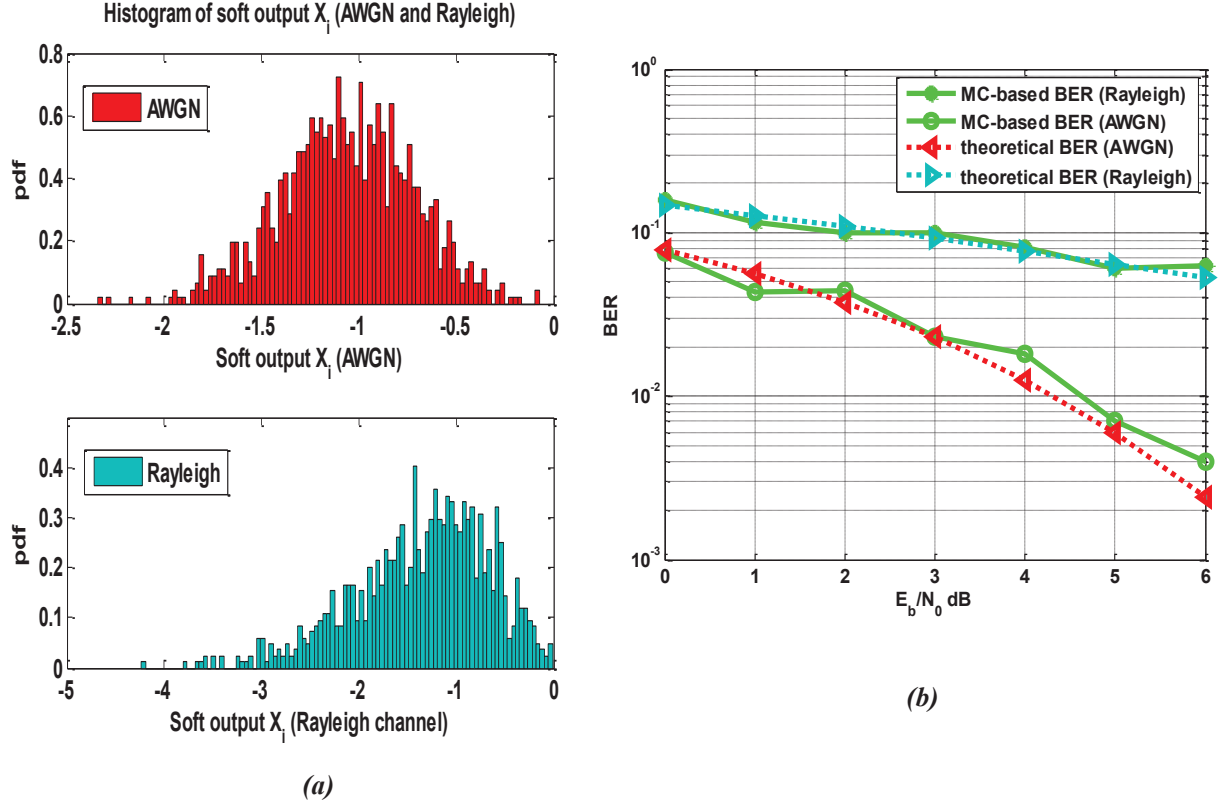 Histogram of soft output X_i (AWGN and Rayleigh)
0.8
0.6
0.4
0.2
0
pdf
AWGN
-2.5 -2 -1.5 -1 -0.5 0
Soft output X_i (AWGN)
0.4
0.3
0.2
0.1
0
pdf
Rayleigh
-5 -4 -3 -2 -1 0
Soft output X_i (Rayleigh channel)
(a)
10^0
10^-1
10^-2
10^-3
BER
MC-based BER (Rayleigh)
MC-based BER (AWGN)
theoretical BER (AWGN)
theoretical BER (Rayleigh)
0 1 2 3 4 5 6
E_b/N_0 dB
(b)